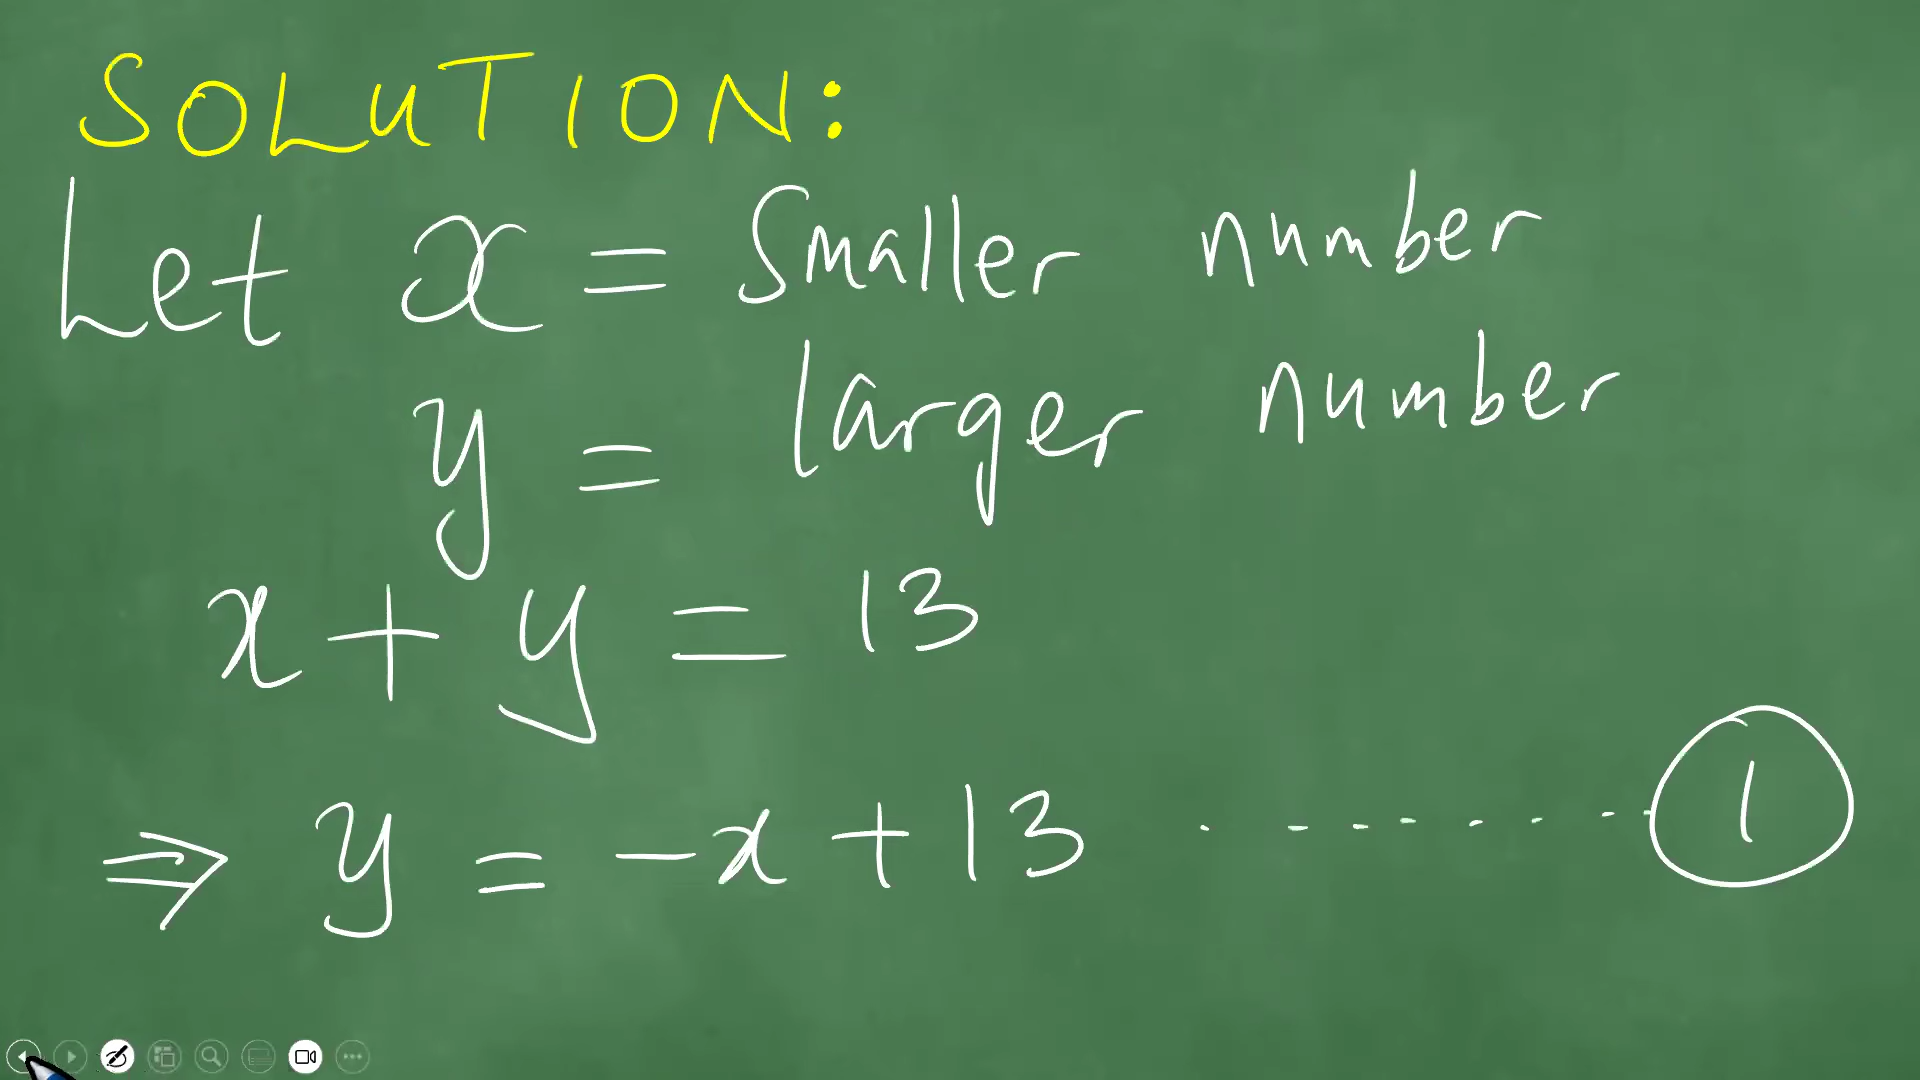 SOLUTION:
Let x = Smaller number
y = larger number
x + y = 13
⇒ y = -x + 13 ........ 1